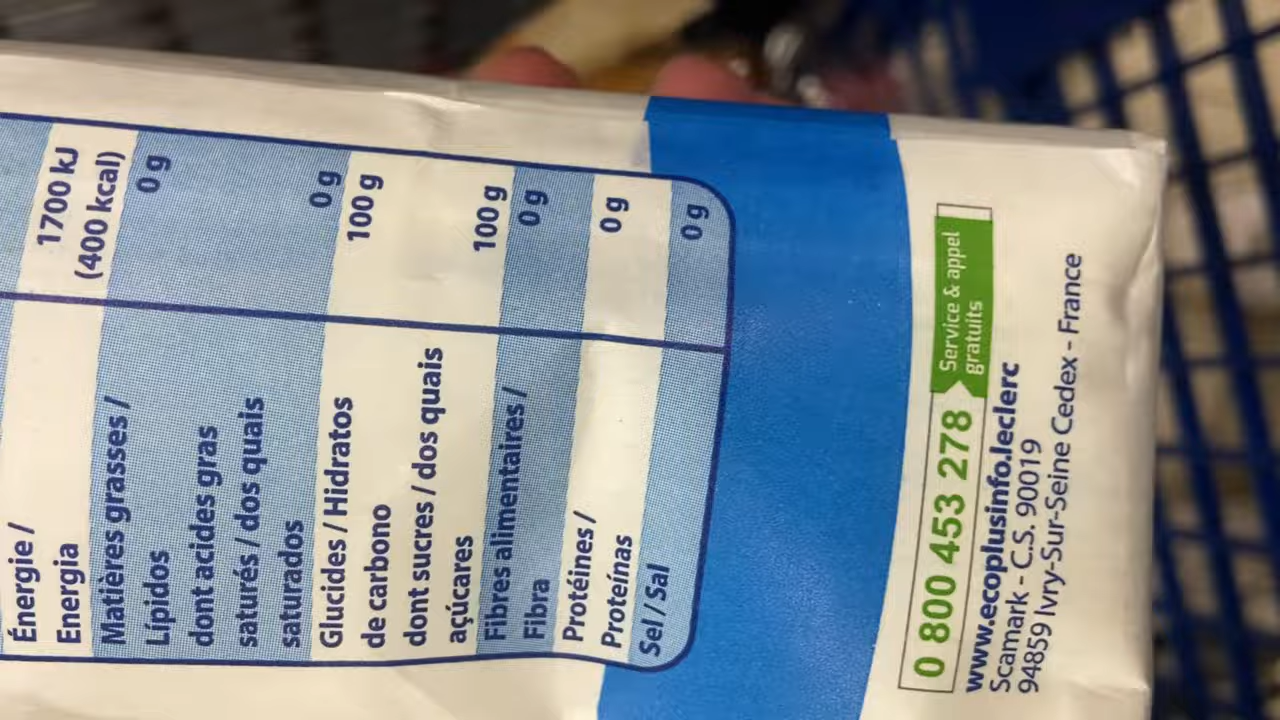 Énergie /
Energia
1700 kJ
(400 kcal)
Matières grasses /
Lípidos
0 g
dont acides gras
saturés / dos quais
saturados
0 g
Glucides / Hidratos
de carbono
100 g
dont sucres / dos quais
açúcares
100 g
Fibres alimentaires /
Fibra
0 g
Protéines /
Proteínas
0 g
Sel / Sal
0 g
0 800 453 278
Service & appel
gratuits
www.ecoplusinfo.leclerc
Scamark - C.S. 90019
94859 Ivry-Sur-Seine Cedex - France